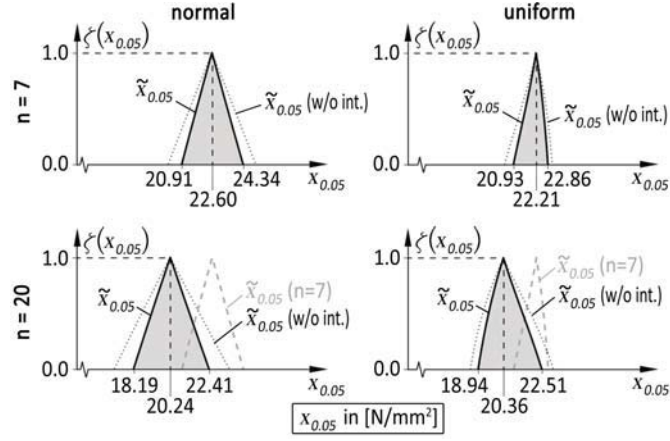 normal
uniform
n = 7
ζ(x0.05)
1.0
x̃0.05
x̃0.05 (w/o int.)
0.0
20.91
24.34
x0.05
22.60
ζ(x0.05)
1.0
x̃0.05
x̃0.05 (w/o int.)
0.0
20.93
22.86
x0.05
22.21
n = 20
ζ(x0.05)
1.0
x̃0.05
x̃0.05 (n=7)
x̃0.05 (w/o int.)
0.0
18.19
22.41
x0.05
20.24
ζ(x0.05)
1.0
x̃0.05
x̃0.05 (n=7)
x̃0.05 (w/o int.)
0.0
18.94
22.51
x0.05
20.36
x0.05 in [N/mm²]